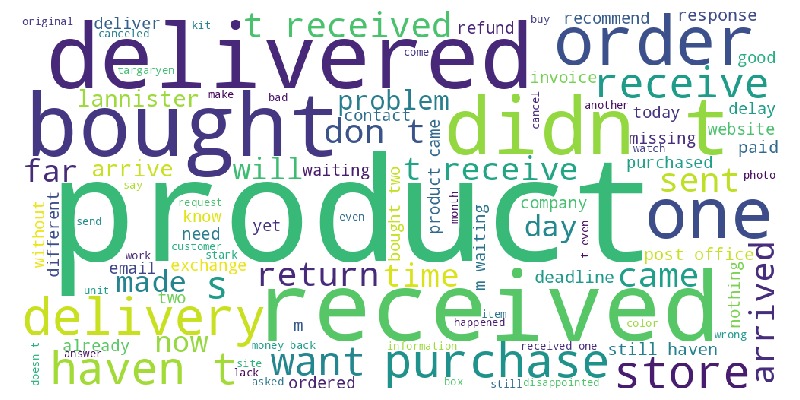 original
deliver
kit
t received
refund
buy
recommend
response
canceled
delivered
come
order
good
targaryen
invoice
receive
lannister
make
bad
problem
cancel
another
today
delay
bought
contact
don t
didn t
missing
website
watch
paid
far
arrive
will
waiting
t receive
purchased
sent
photo
say
product
without
different
request
know
send
need
yet
even
product came
bought two
month
m waiting
company
day
t even
one
customer
stark
work
email
exchange
post office
made s
return
time
deadline
came
unit
two
delivery
m
received
item
happened
nothing
arrived
color
wrong
already
now
money back
information
received one
still haven
doesn t
answer
haven t
site
lack
asked
ordered
want
purchase
box
still
disappointed
store